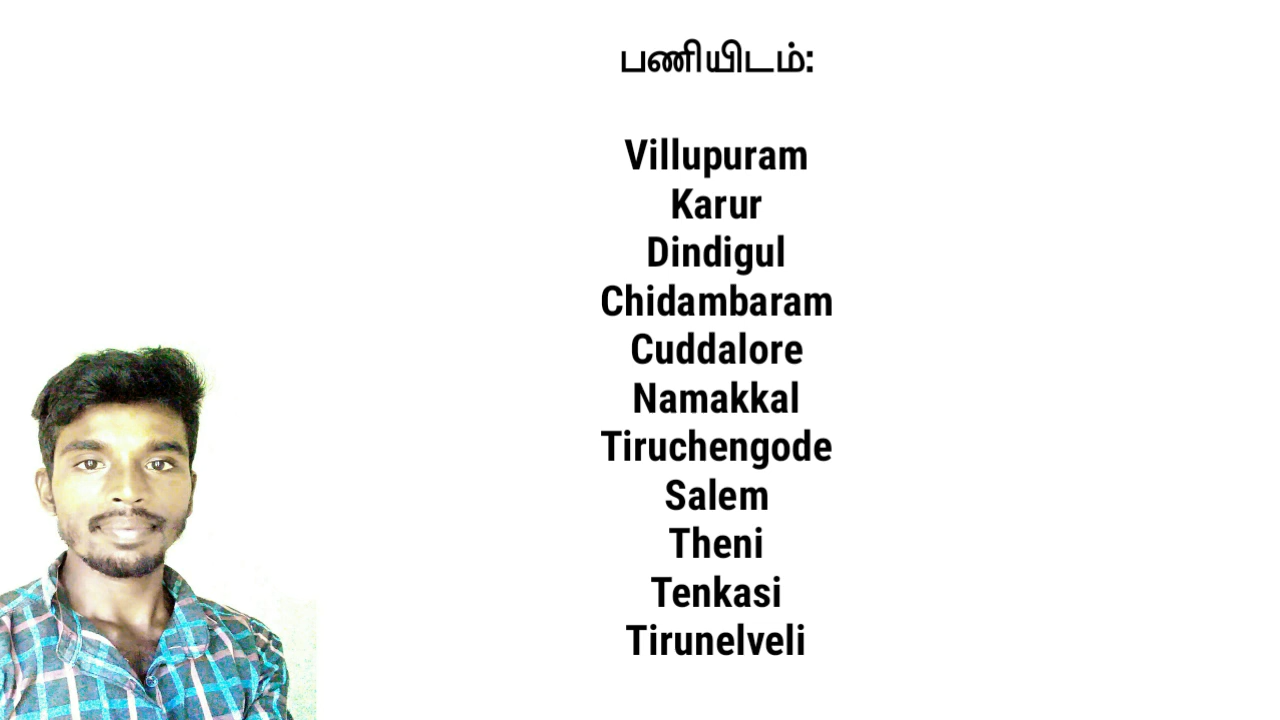 பணியிடம்:
Villupuram
Karur
Dindigul
Chidambaram
Cuddalore
Namakkal
Tiruchengode
Salem
Theni
Tenkasi
Tirunelveli